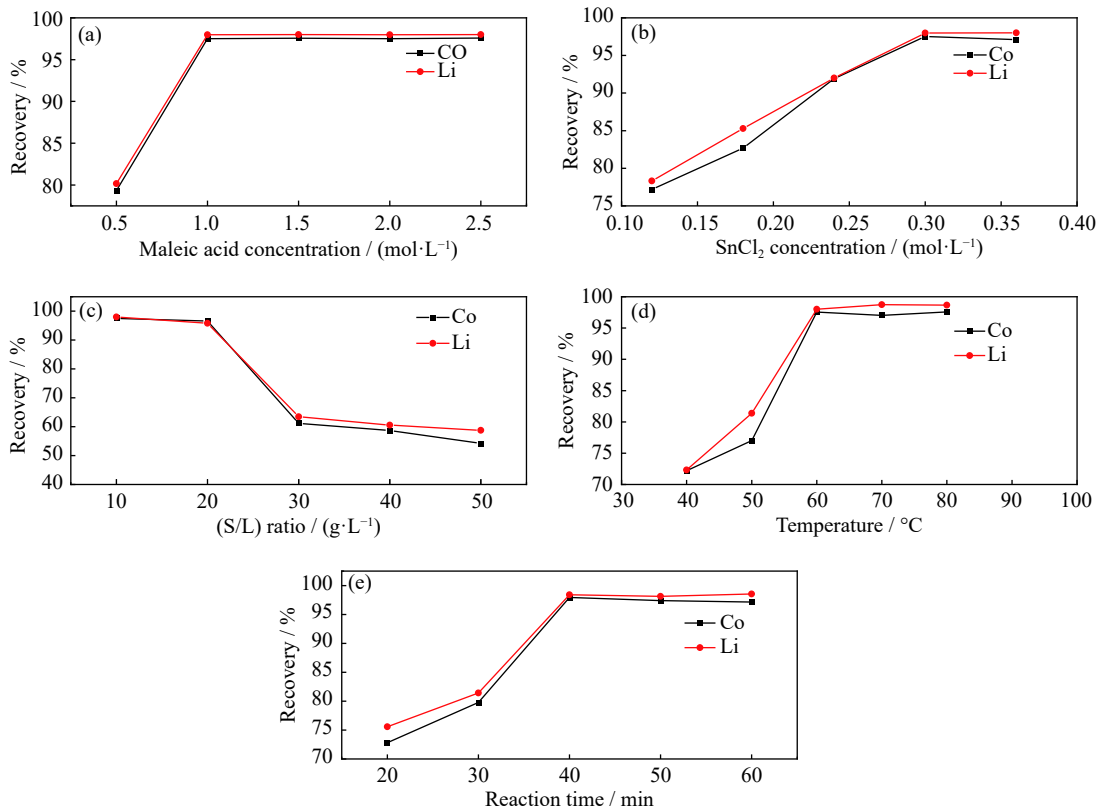 (a)
CO
Li
Recovery / %
100
95
90
85
80
0.5 1.0 1.5 2.0 2.5
Maleic acid concentration / (mol·L⁻¹)
(b)
Co
Li
Recovery / %
100
95
90
85
80
75
0.10 0.15 0.20 0.25 0.30 0.35 0.40
SnCl₂ concentration / (mol·L⁻¹)
(c)
Co
Li
Recovery / %
100
90
80
70
60
50
40
10 20 30 40 50
(S/L) ratio / (g·L⁻¹)
(d)
Co
Li
Recovery / %
100
95
90
85
80
75
70
30 40 50 60 70 80 90 100
Temperature / °C
(e)
Co
Li
Recovery / %
100
95
90
85
80
75
70
20 30 40 50 60
Reaction time / min